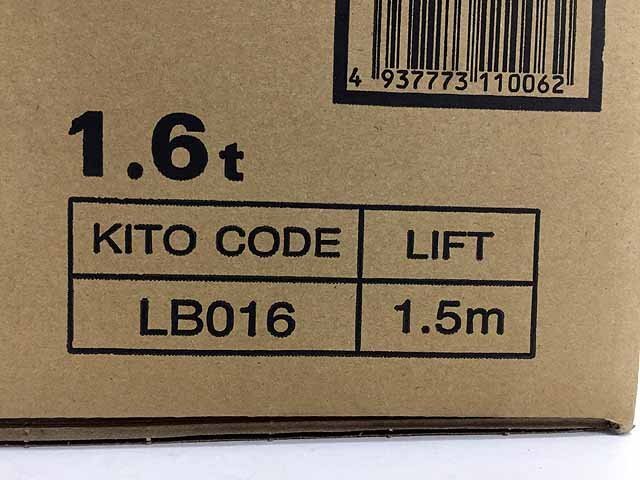 4 937773 110062
1.6t
KITO CODE LIFT
LB016 1.5m